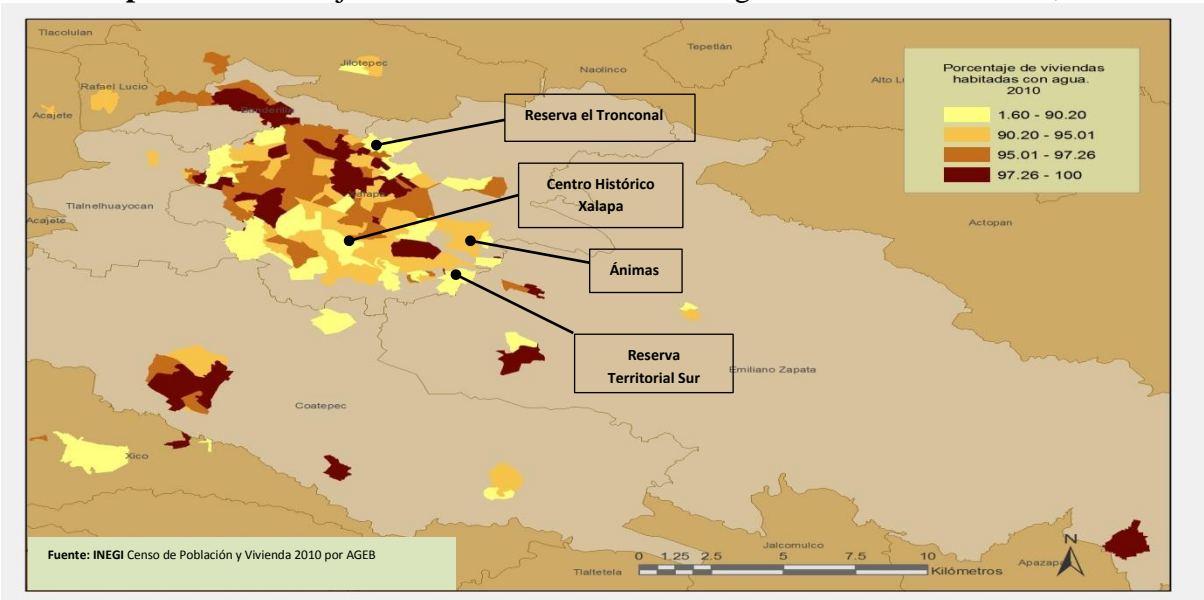 Tlacolulan
Tepetlán
Jilotepec
Naolinco
Rafael Lucio
Acajete
Porcentaje de viviendas
habitadas con agua.
2010
1.60 - 90.20
90.20 - 95.01
95.01 - 97.26
97.26 - 100
Reserva el Tronconal
Centro Histórico
Xalapa
Tlalnelhuayocan
Acajete
Actopan
Ánimas
Reserva
Territorial Sur
Emiliano Zapata
Coatepec
Xico
Fuente: INEGI Censo de Población y Vivienda 2010 por AGEB
N
0 1.25 2.5 5 7.5 10
Kilómetros
Jalcomulco
Tlaltetela